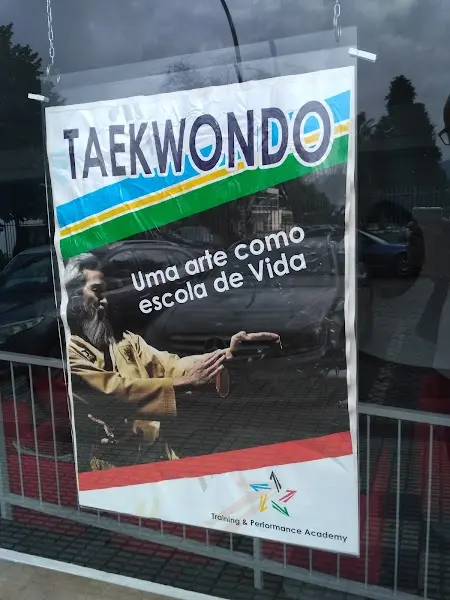 TAEKWONDO
Uma arte como
escola de Vida
Training & Performance Academy